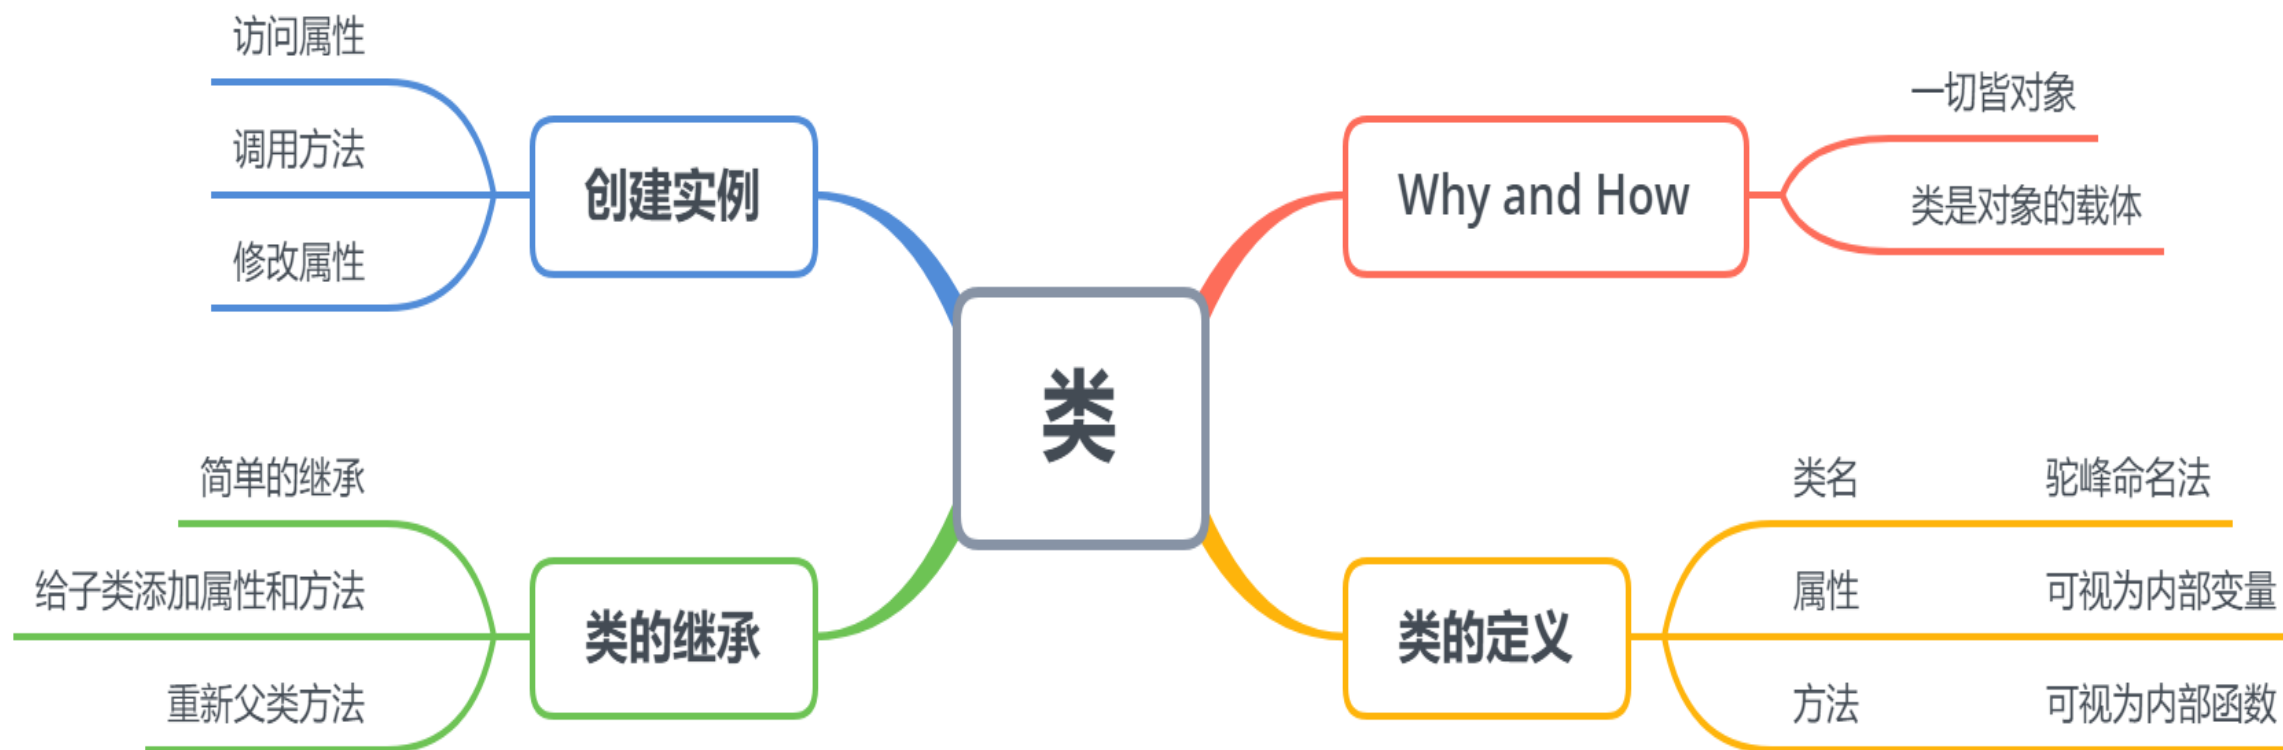 类
Why and How
一切皆对象
类是对象的载体
类的定义
类名
驼峰命名法
属性
可视为内部变量
方法
可视为内部函数
创建实例
访问属性
调用方法
修改属性
类的继承
简单的继承
给子类添加属性和方法
重新父类方法